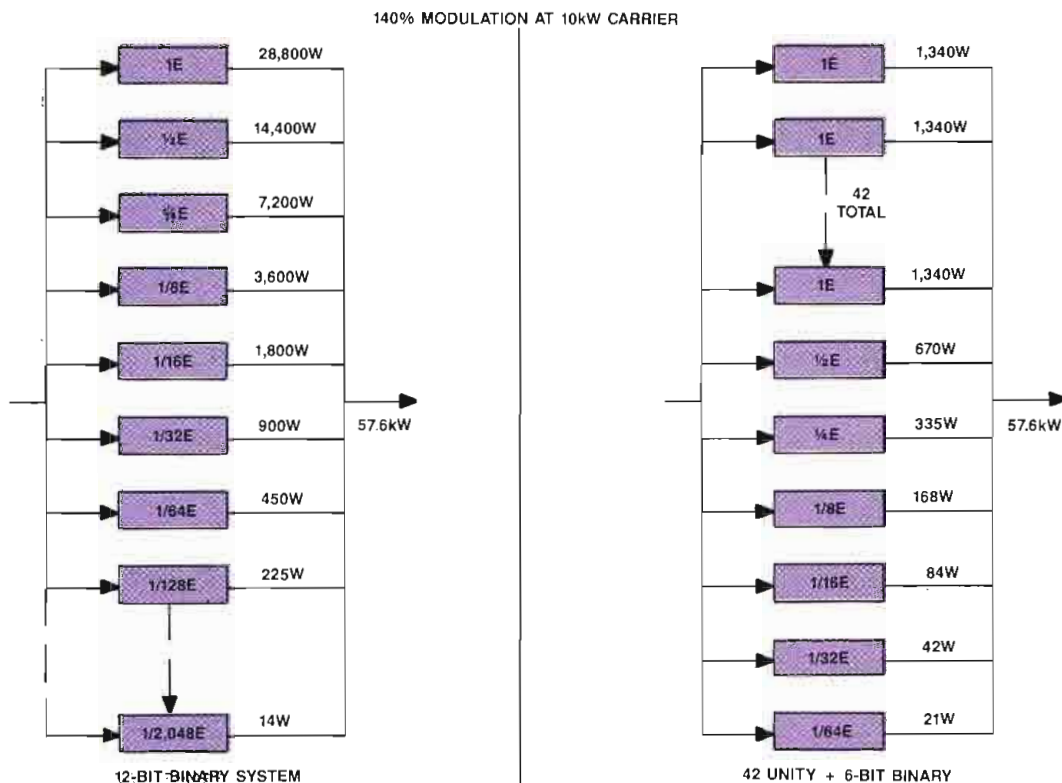 140% MODULATION AT 10kW CARRIER
1E
28,800W
½E
14,400W
¼E
7,200W
1/8E
3,600W
1/16E
1,800W
1/32E
900W
1/64E
450W
1/128E
225W
1/2,048E
14W
57.6kW
12-BIT BINARY SYSTEM
1E
1,340W
1E
1,340W
42
TOTAL
1E
1,340W
½E
670W
¼E
335W
1/8E
168W
1/16E
84W
1/32E
42W
1/64E
21W
57.6kW
42 UNITY + 6-BIT BINARY